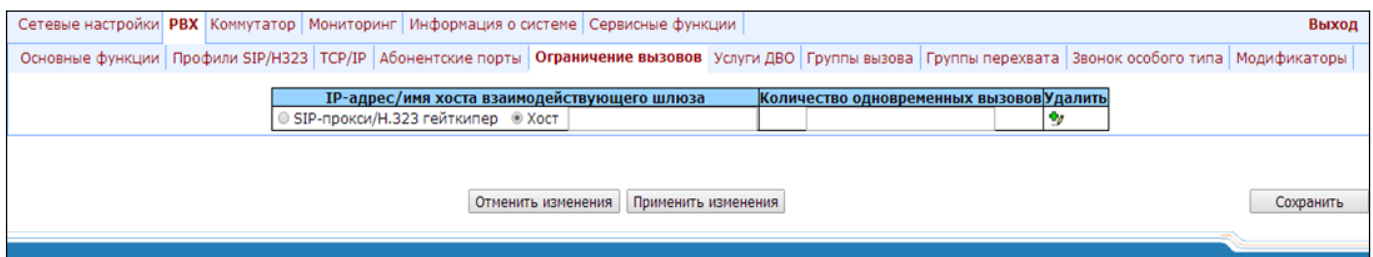 Сетевые настройки PBX Коммутатор Мониторинг Информация о системе Сервисные функции Выход
Основные функции Профили SIP/H323 TCP/IP Абонентские порты Ограничение вызовов Услуги ДВО Группы вызова Группы перехвата Звонок особого типа Модификаторы
IP-адрес/имя хоста взаимодействующего шлюза Количество одновременных вызовов Удалить
SIP-прокси/H.323 гейткипер Хост
Отменить изменения Применить изменения Сохранить